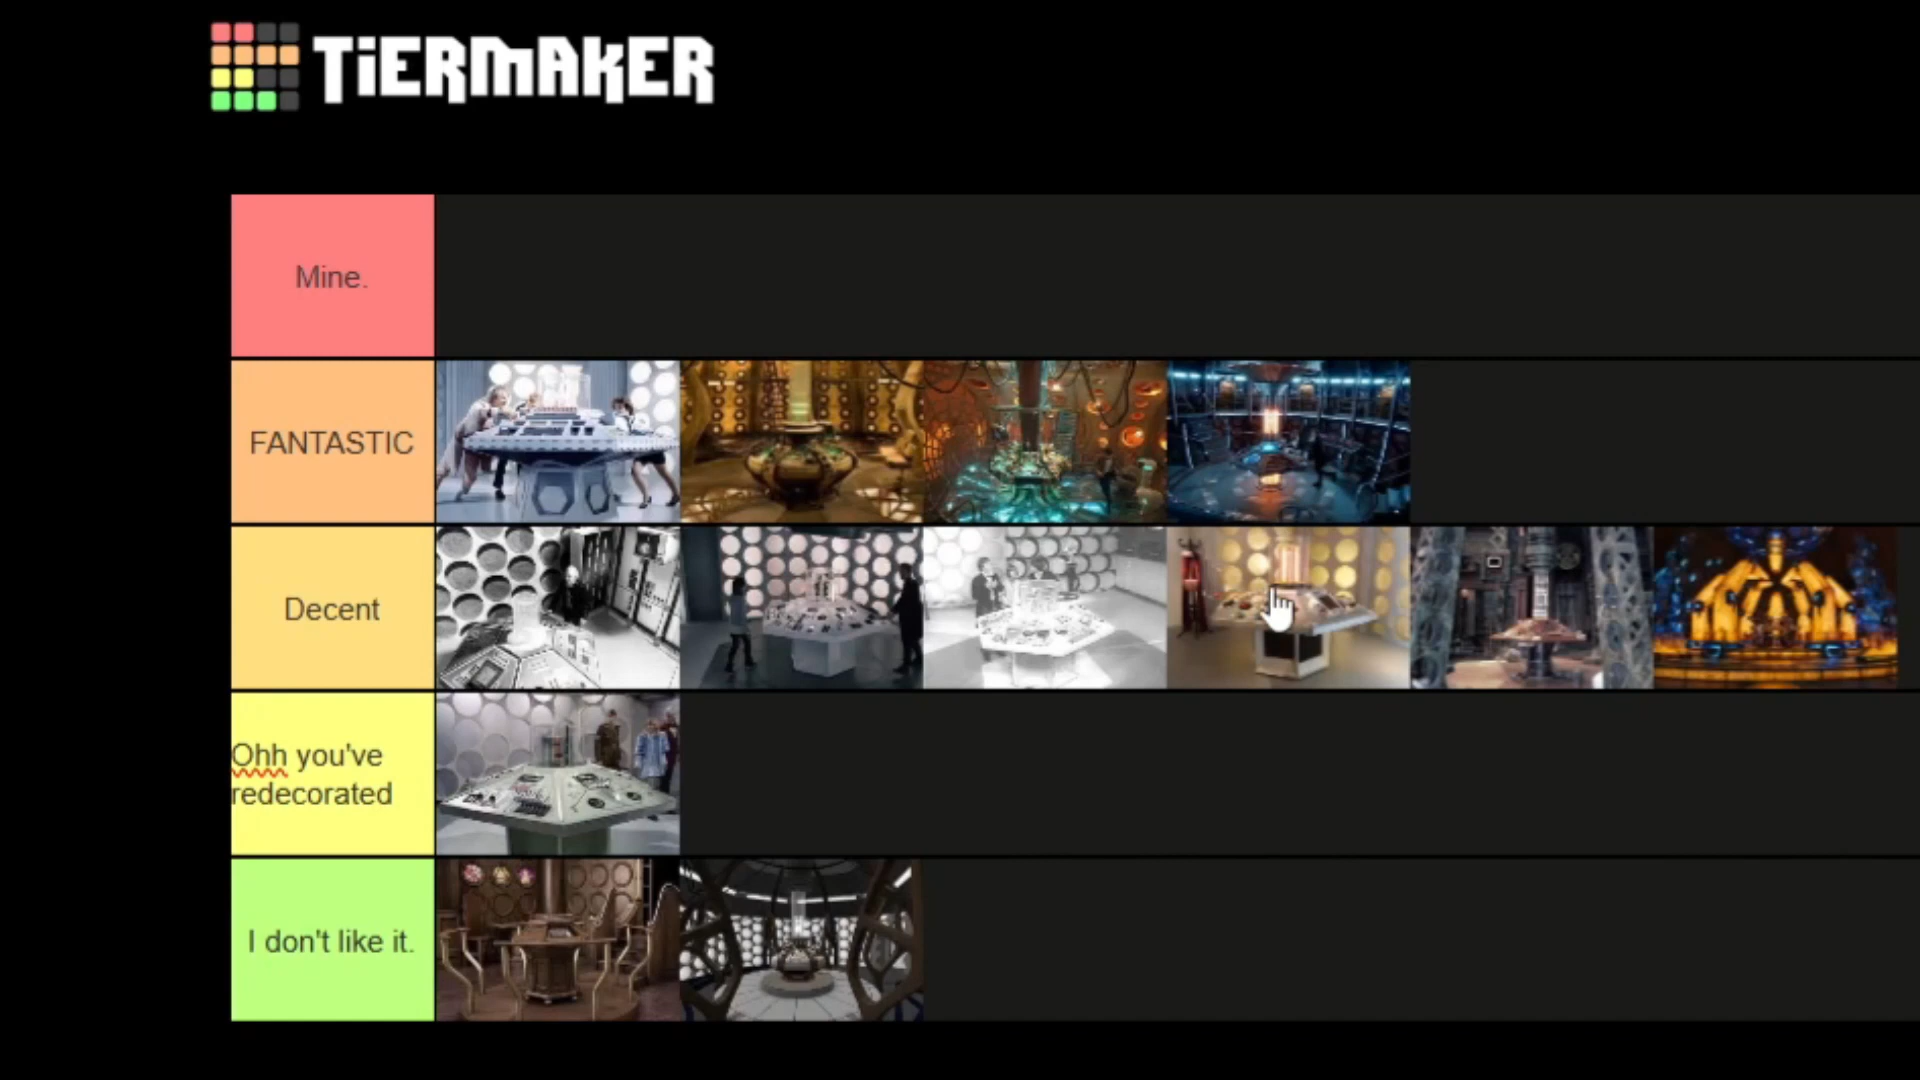 TiERMAKER
Mine.
FANTASTIC
Decent
Ohh you've
redecorated
I don't like it.